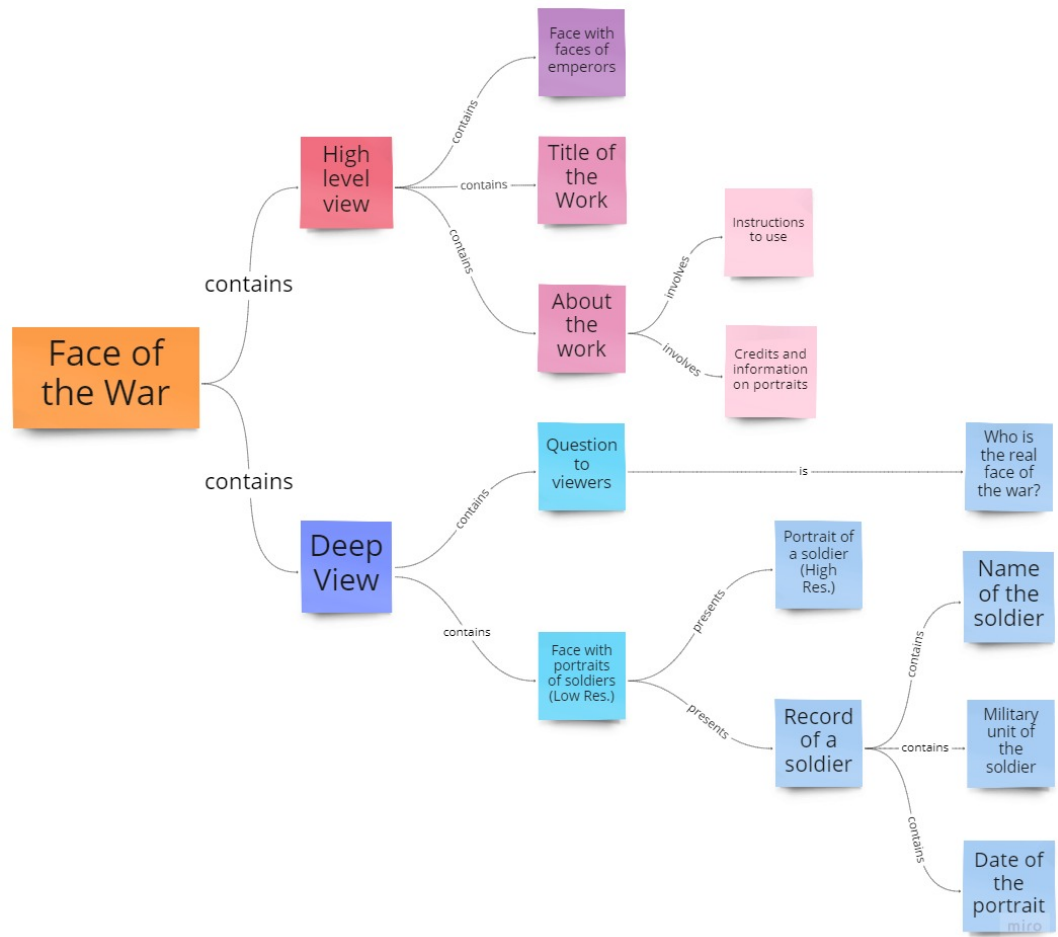 Face with
faces of
emperors
contains
High
level
view
contains
Title of
the
Work
contains
Instructions
to use
involves
About
the
work
involves
Credits and
information
on portraits
contains
Face of
the War
contains
Question
to
viewers
is
Who is
the real
face of
the war?
contains
Deep
View
contains
Portrait of
a soldier
(High
Res.)
presents
Face with
portraits
of soldiers
(Low Res.)
presents
Name
of the
soldier
contains
Record
of a
soldier
contains
Military
unit of
the
soldier
contains
Date of
the
portrait
miro